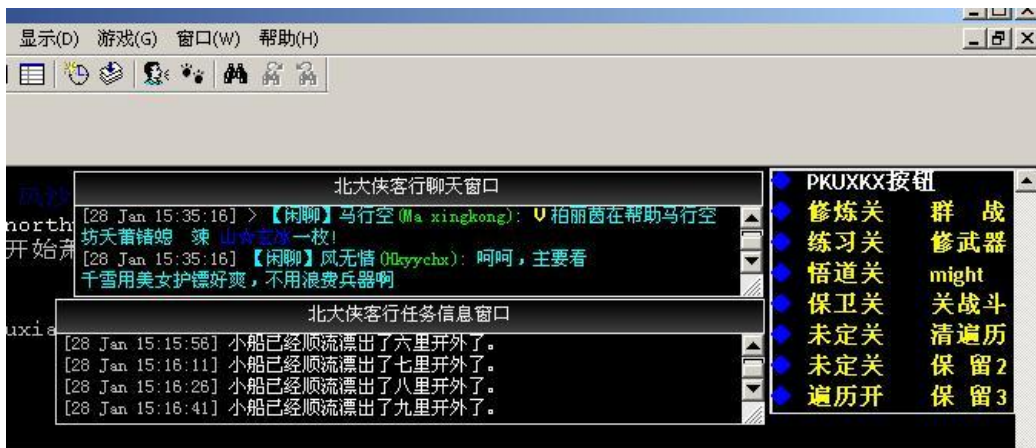 显示(D) 游戏(G) 窗口(W) 帮助(H)
north
开始
uxia
北大侠客行聊天窗口
[28 Jan 15:35:16] > 【闲聊】马行空(Ma xingkong): V 柏丽茵在帮助马行空
一枚!
[28 Jan 15:35:16] 【闲聊】风无情(Hkyychx): 呵呵,主要看
千雪用美女护镖好爽,不用浪费兵器啊
北大侠客行任务信息窗口
[28 Jan 15:15:56] 小船已经顺流漂出了六里开外了。
[28 Jan 15:16:11] 小船已经顺流漂出了七里开外了。
[28 Jan 15:16:26] 小船已经顺流漂出了八里开外了。
[28 Jan 15:16:41] 小船已经顺流漂出了九里开外了。
PKUXKX按钮
修炼关 群 战
练习关 修武器
悟道关 might
保卫关 关战斗
未定关 清遍历
未定关 保 留2
遍历开 保 留3